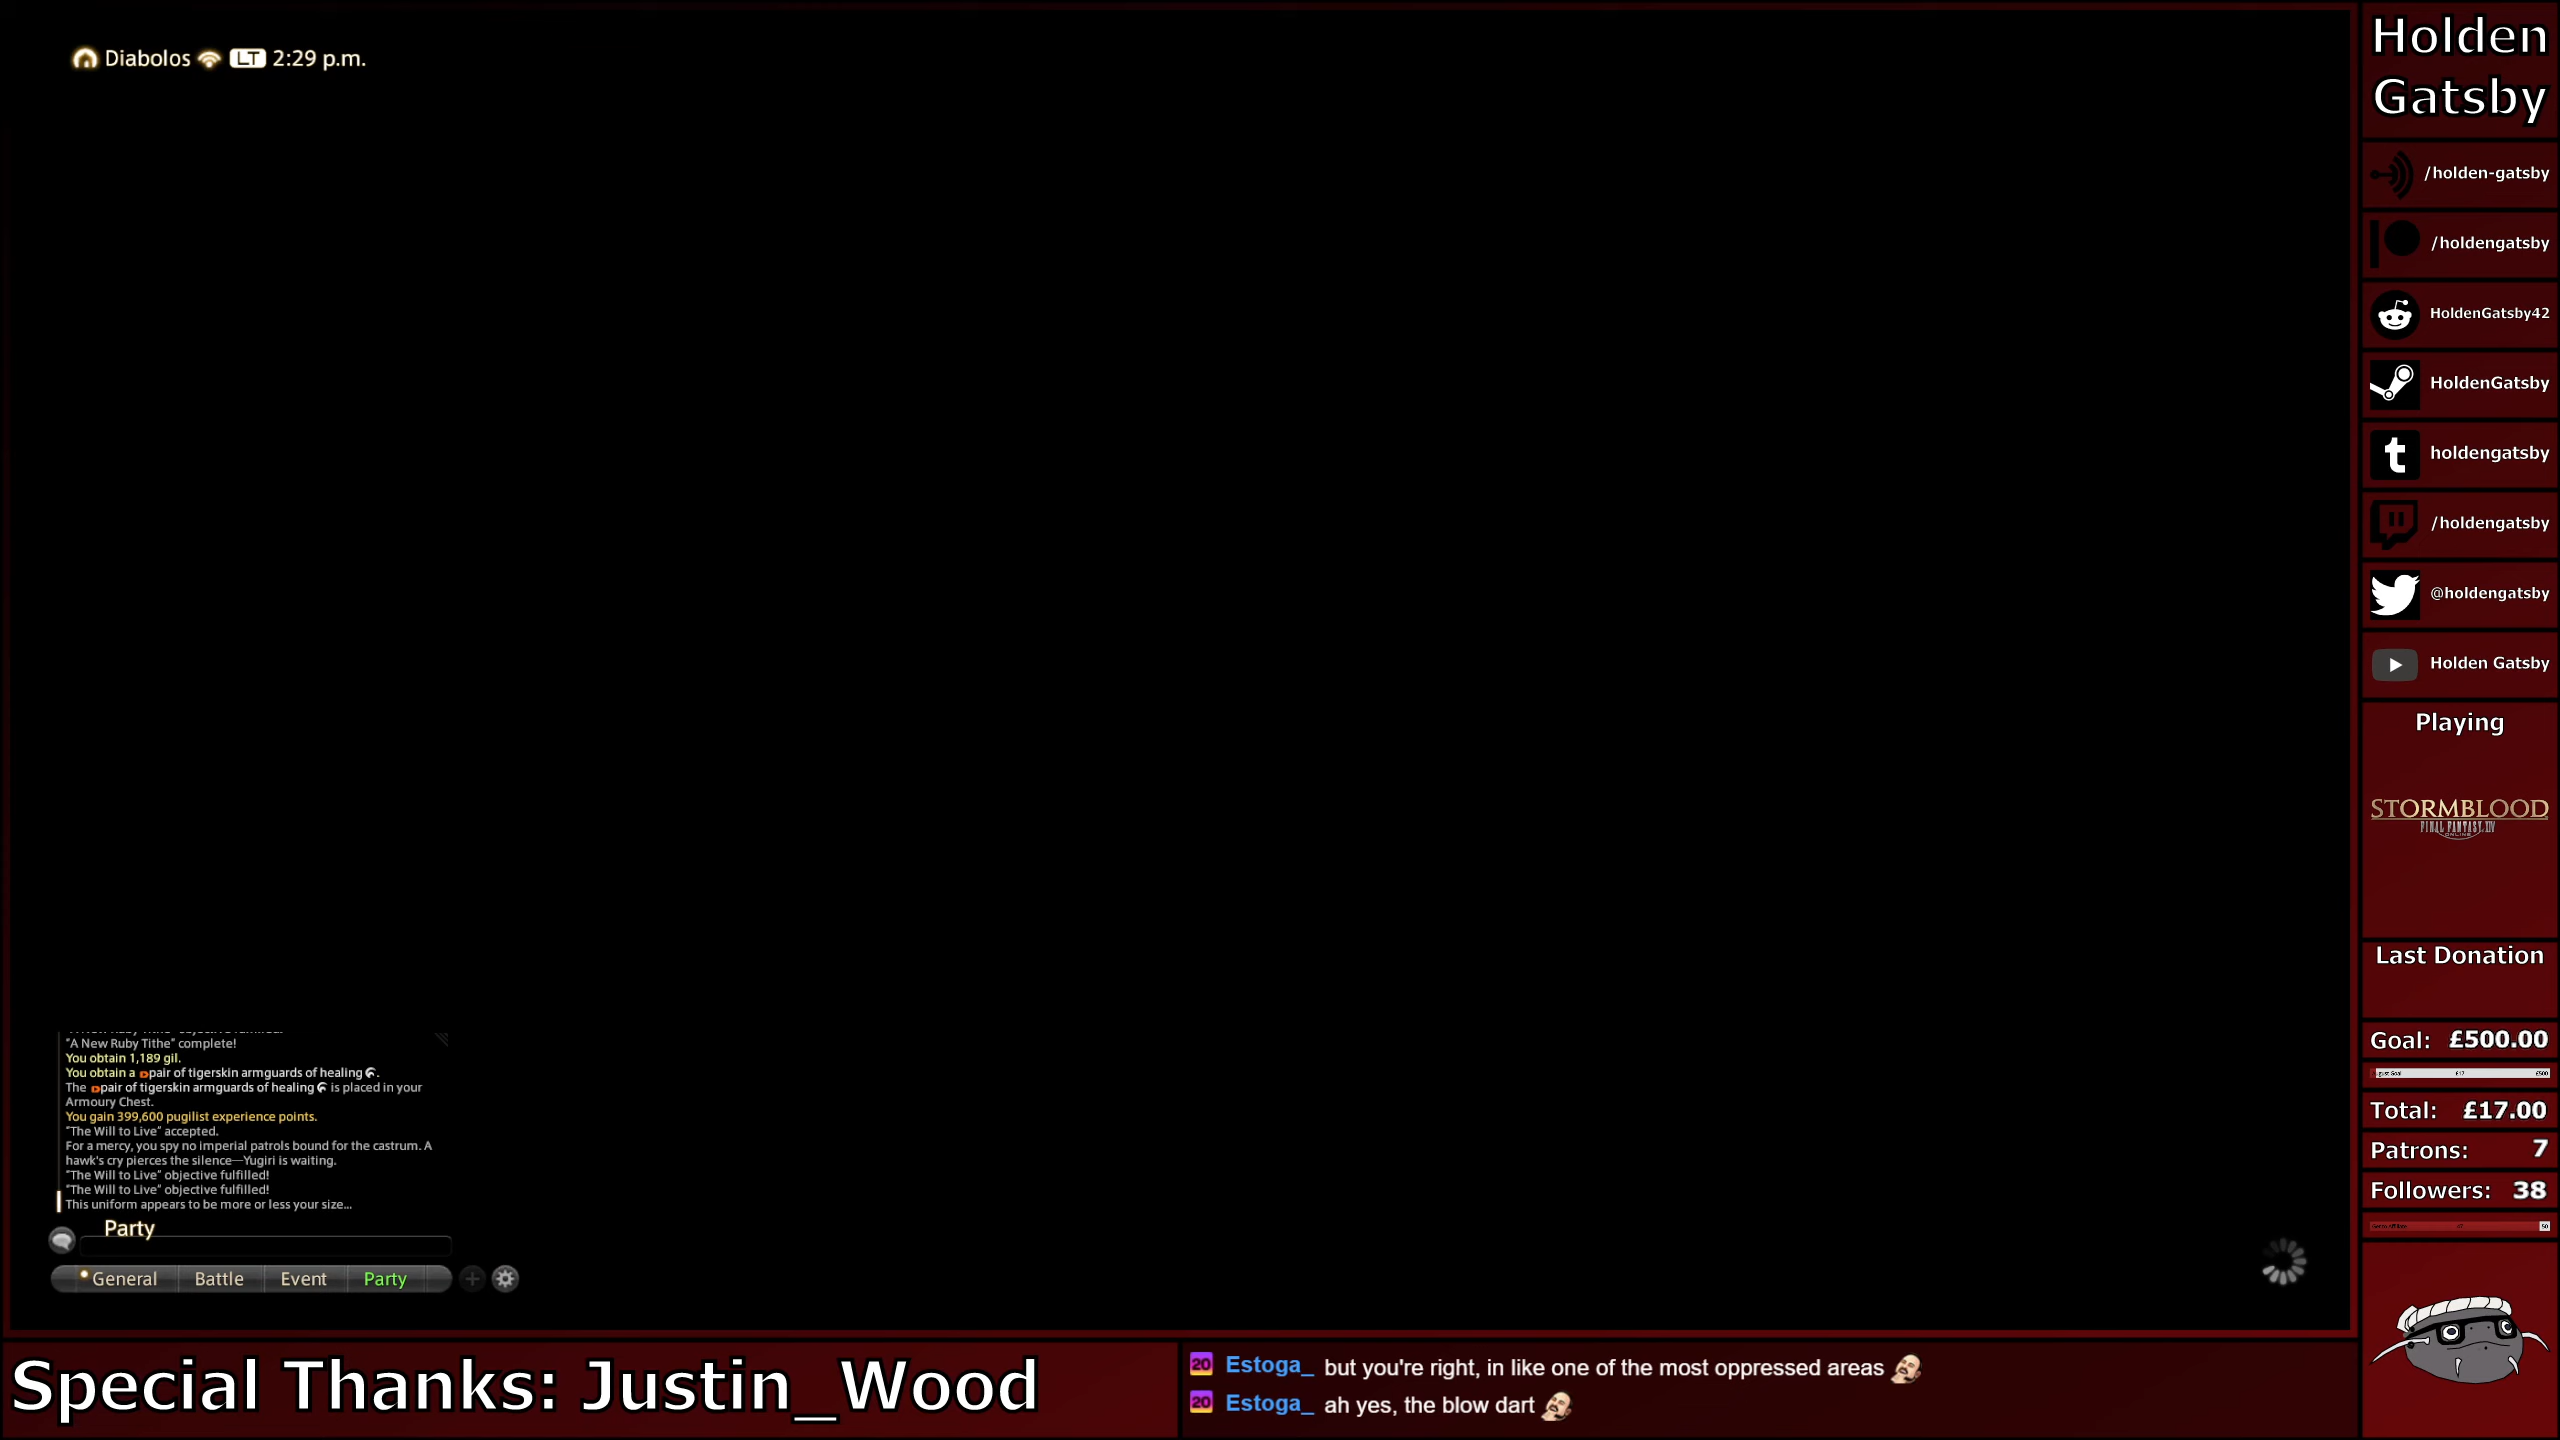 Diabolos LT 2:29 p.m.
"A New Ruby Tithe" complete!
You obtain 1,189 gil.
You obtain a pair of tigerskin armguards of healing.
The pair of tigerskin armguards of healing is placed in your
Armoury Chest.
You gain 399,600 pugilist experience points.
"The Will to Live" accepted.
For a mercy, you spy no imperial patrols bound for the castrum. A
hawk's cry pierces the silence—Yugiri is waiting.
"The Will to Live" objective fulfilled!
"The Will to Live" objective fulfilled!
This uniform appears to be more or less your size...
Party
General Battle Event Party
Special Thanks: Justin_Wood
20 Estoga_ but you're right, in like one of the most oppressed areas
20 Estoga_ ah yes, the blow dart
Holden
Gatsby
/holden-gatsby
/holdengatsby
HoldenGatsby42
HoldenGatsby
holdengatsby
/holdengatsby
@holdengatsby
Holden Gatsby
Playing
STORMBLOOD
FINAL FANTASY XIV
ONLINE
Last Donation
Goal: £500.00
August Goal £17 £500
Total: £17.00
Patrons: 7
Followers: 38
50